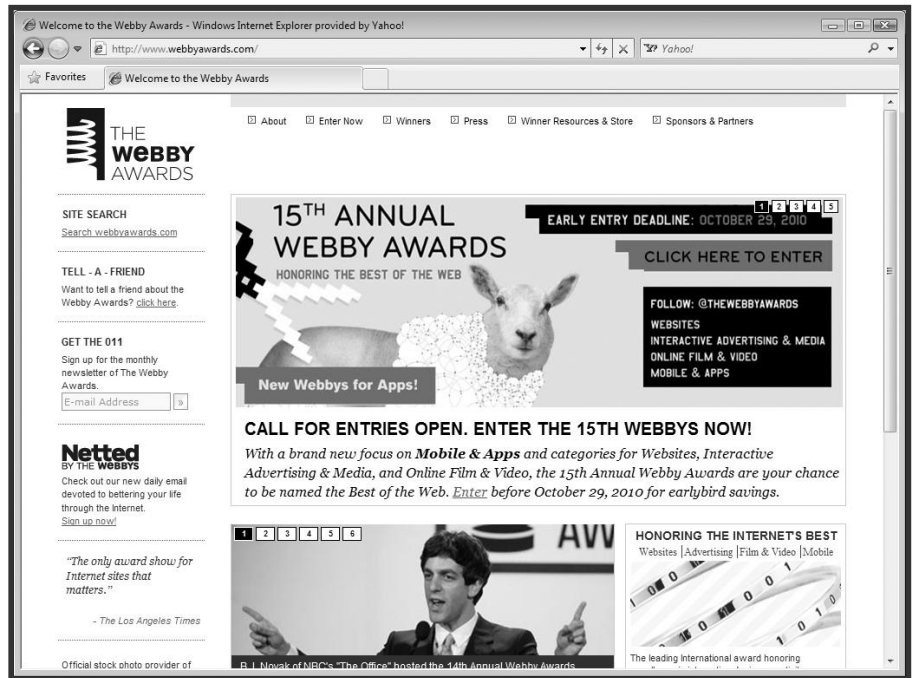 Welcome to the Webby Awards - Windows Internet Explorer provided by Yahoo!
http://www.webbyawards.com/
Yahoo!
Favorites
Welcome to the Webby Awards
THE
WEBBY
AWARDS
About Enter Now Winners Press Winner Resources & Store Sponsors & Partners
SITE SEARCH
Search webbyawards.com
TELL - A - FRIEND
Want to tell a friend about the
Webby Awards? click here.
GET THE 011
Sign up for the monthly
newsletter of The Webby
Awards.
E-mail Address »
Netted
BY THE WEBBYS
Check out our new daily email
devoted to bettering your life
through the Internet.
Sign up now!
"The only award show for
Internet sites that
matters."
- The Los Angeles Times
Official stock photo provider of
1 2 3 4 5
15TH ANNUAL
WEBBY AWARDS
HONORING THE BEST OF THE WEB
New Webbys for Apps!
EARLY ENTRY DEADLINE: OCTOBER 29, 2010
CLICK HERE TO ENTER
FOLLOW: @THEWEBBYAWARDS
WEBSITES
INTERACTIVE ADVERTISING & MEDIA
ONLINE FILM & VIDEO
MOBILE & APPS
CALL FOR ENTRIES OPEN. ENTER THE 15TH WEBBYS NOW!
With a brand new focus on Mobile & Apps and categories for Websites, Interactive
Advertising & Media, and Online Film & Video, the 15th Annual Webby Awards are your chance
to be named the Best of the Web. Enter before October 29, 2010 for earlybird savings.
1 2 3 4 5 6
AW
B.J. Novak of NBC's "The Office" hosted the 14th Annual Webby Awards
HONORING THE INTERNET'S BEST
Websites | Advertising | Film & Video | Mobile
The leading International award honoring